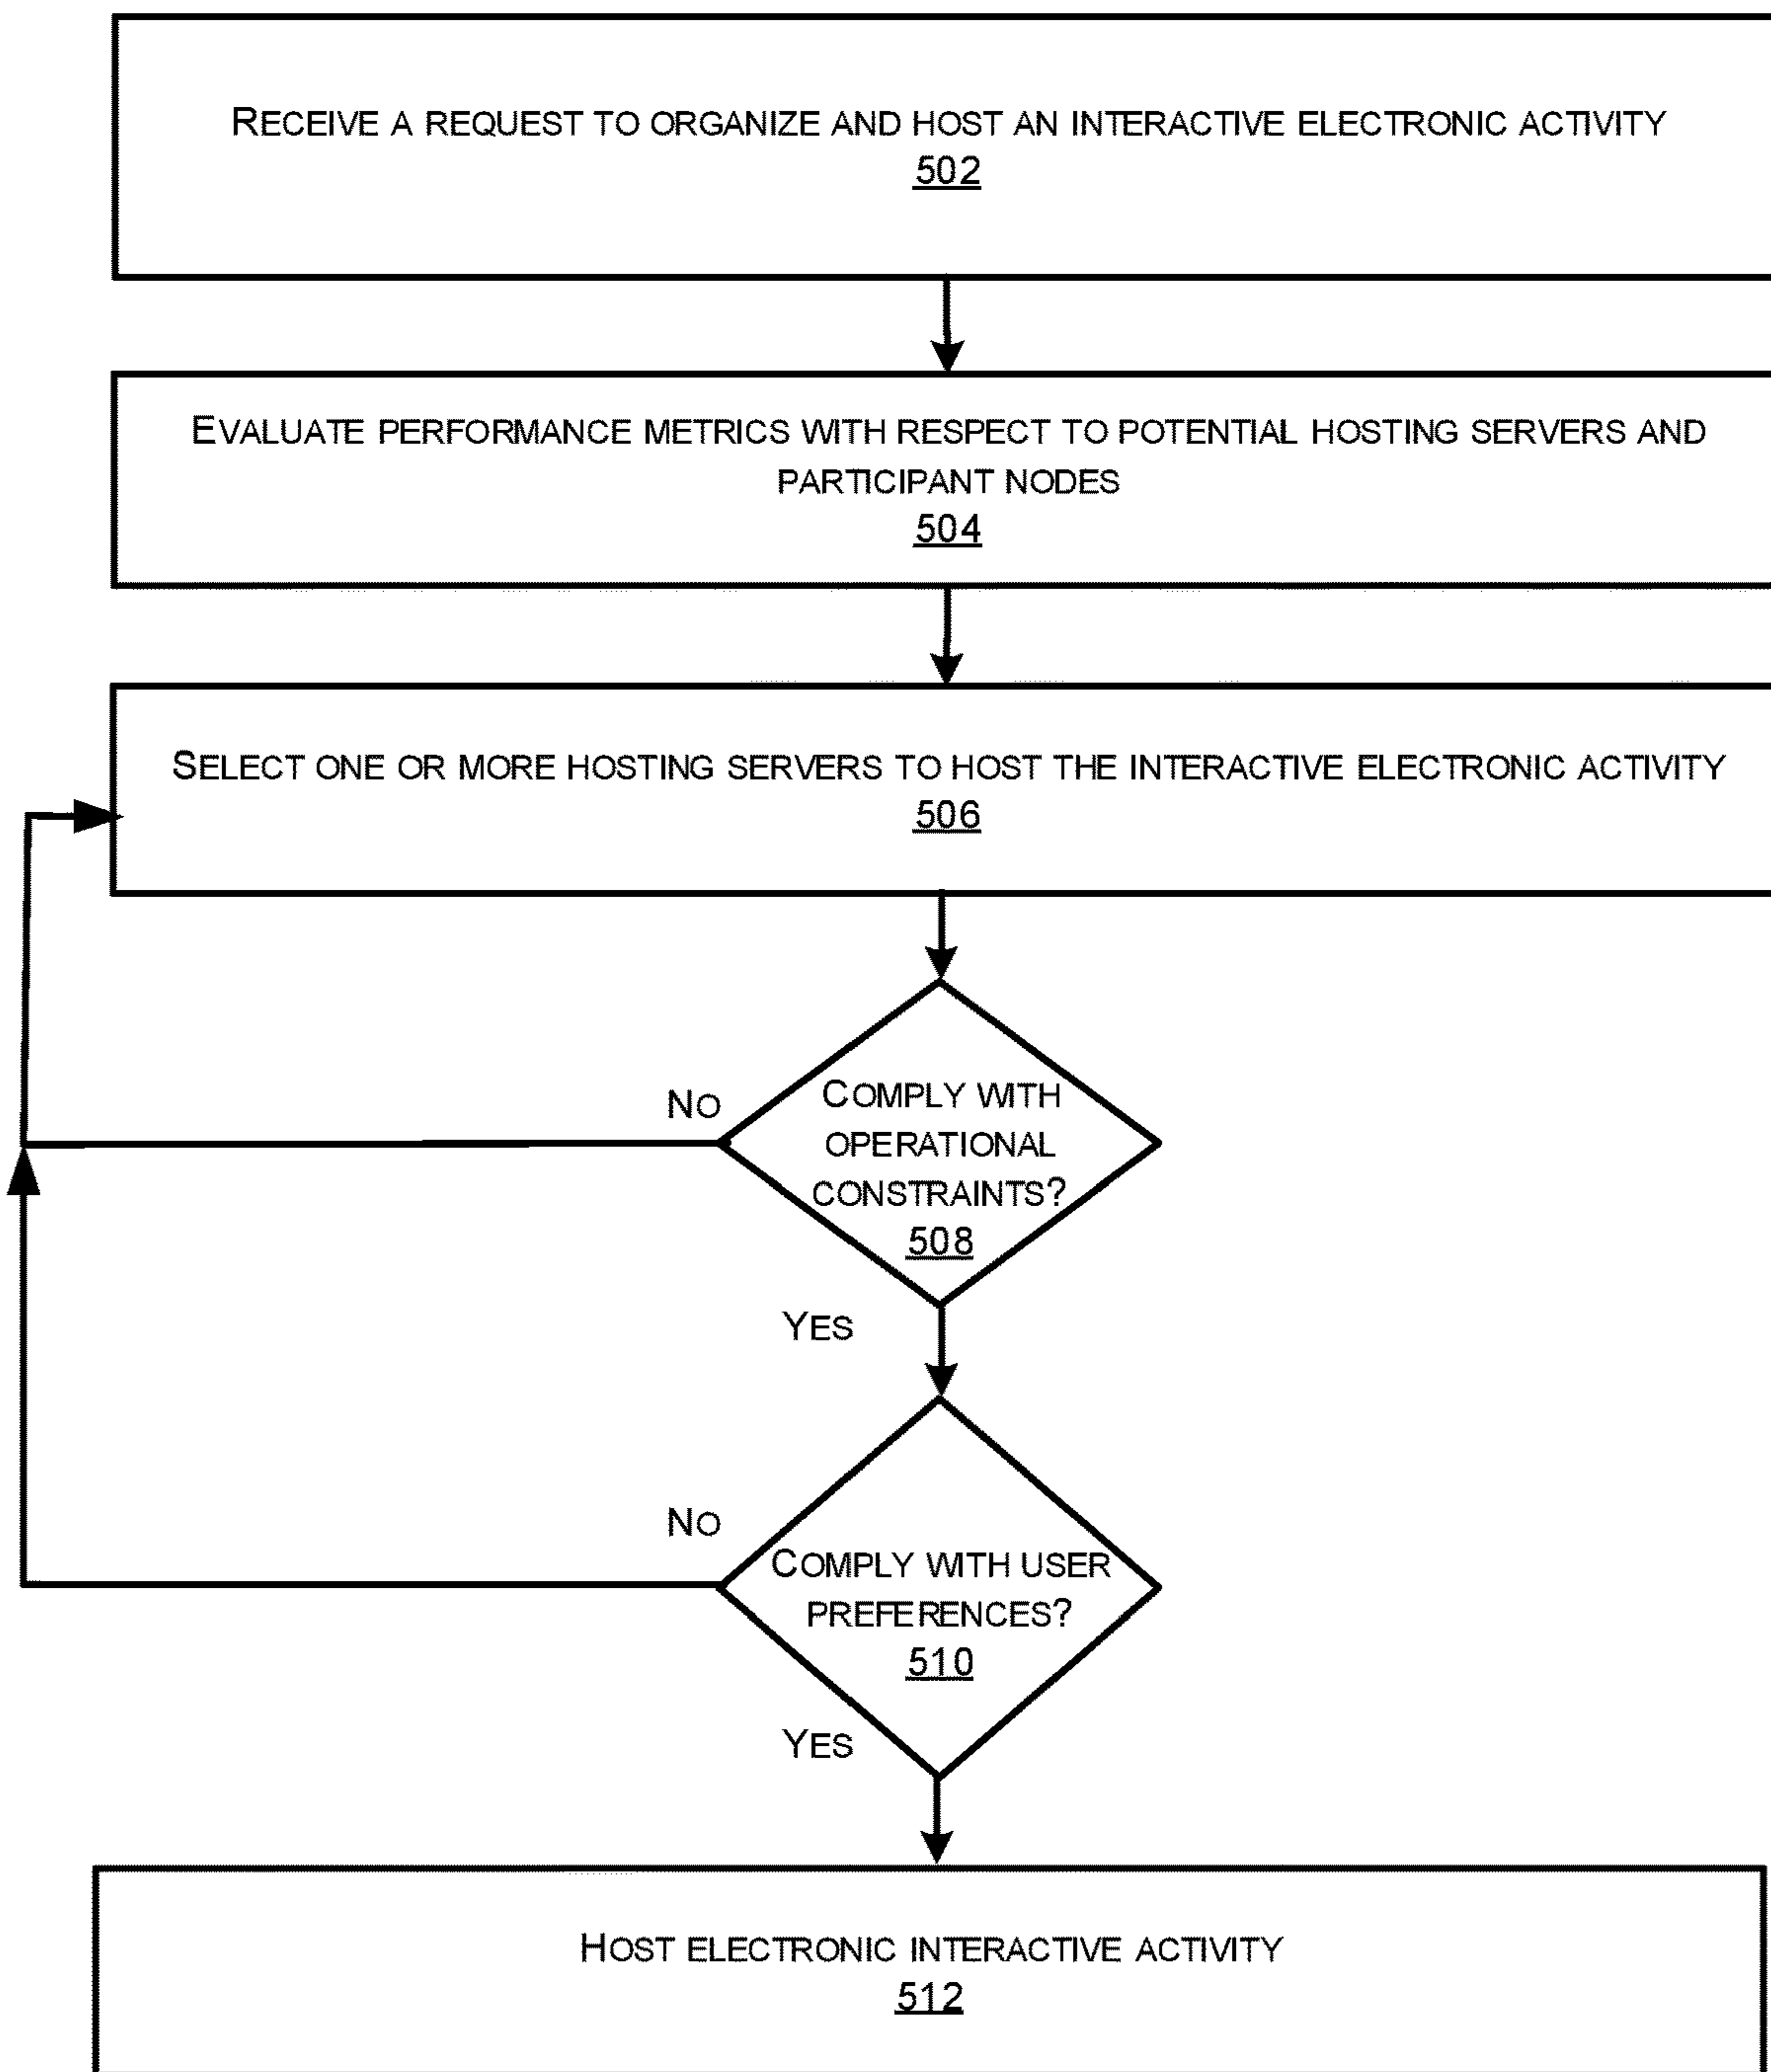 RECEIVE A REQUEST TO ORGANIZE AND HOST AN INTERACTIVE ELECTRONIC ACTIVITY
502
EVALUATE PERFORMANCE METRICS WITH RESPECT TO POTENTIAL HOSTING SERVERS AND
PARTICIPANT NODES
504
SELECT ONE OR MORE HOSTING SERVERS TO HOST THE INTERACTIVE ELECTRONIC ACTIVITY
506
NO
COMPLY WITH
OPERATIONAL
CONSTRAINTS?
508
YES
NO
COMPLY WITH USER
PREFERENCES?
510
YES
HOST ELECTRONIC INTERACTIVE ACTIVITY
512